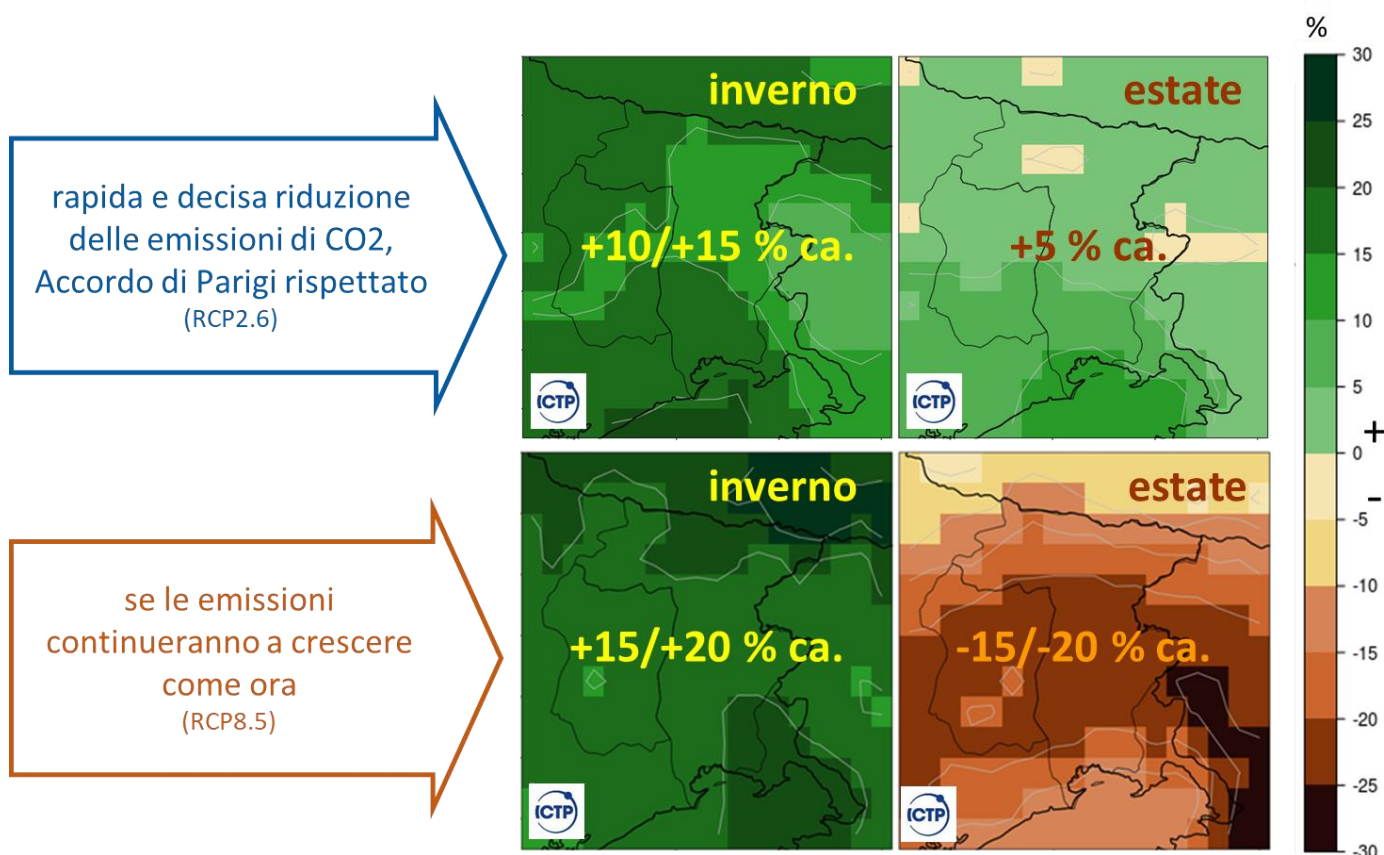 %
rapida e decisa riduzione
delle emissioni di CO2,
Accordo di Parigi rispettato
(RCP2.6)
inverno
+10/+15 % ca.
ICTP
estate
+5 % ca.
ICTP
se le emissioni
continueranno a crescere
come ora
(RCP8.5)
inverno
+15/+20 % ca.
ICTP
estate
-15/-20 % ca.
ICTP
30
25
20
15
10
5
+
0
-
-5
-10
-15
-20
-25
-30